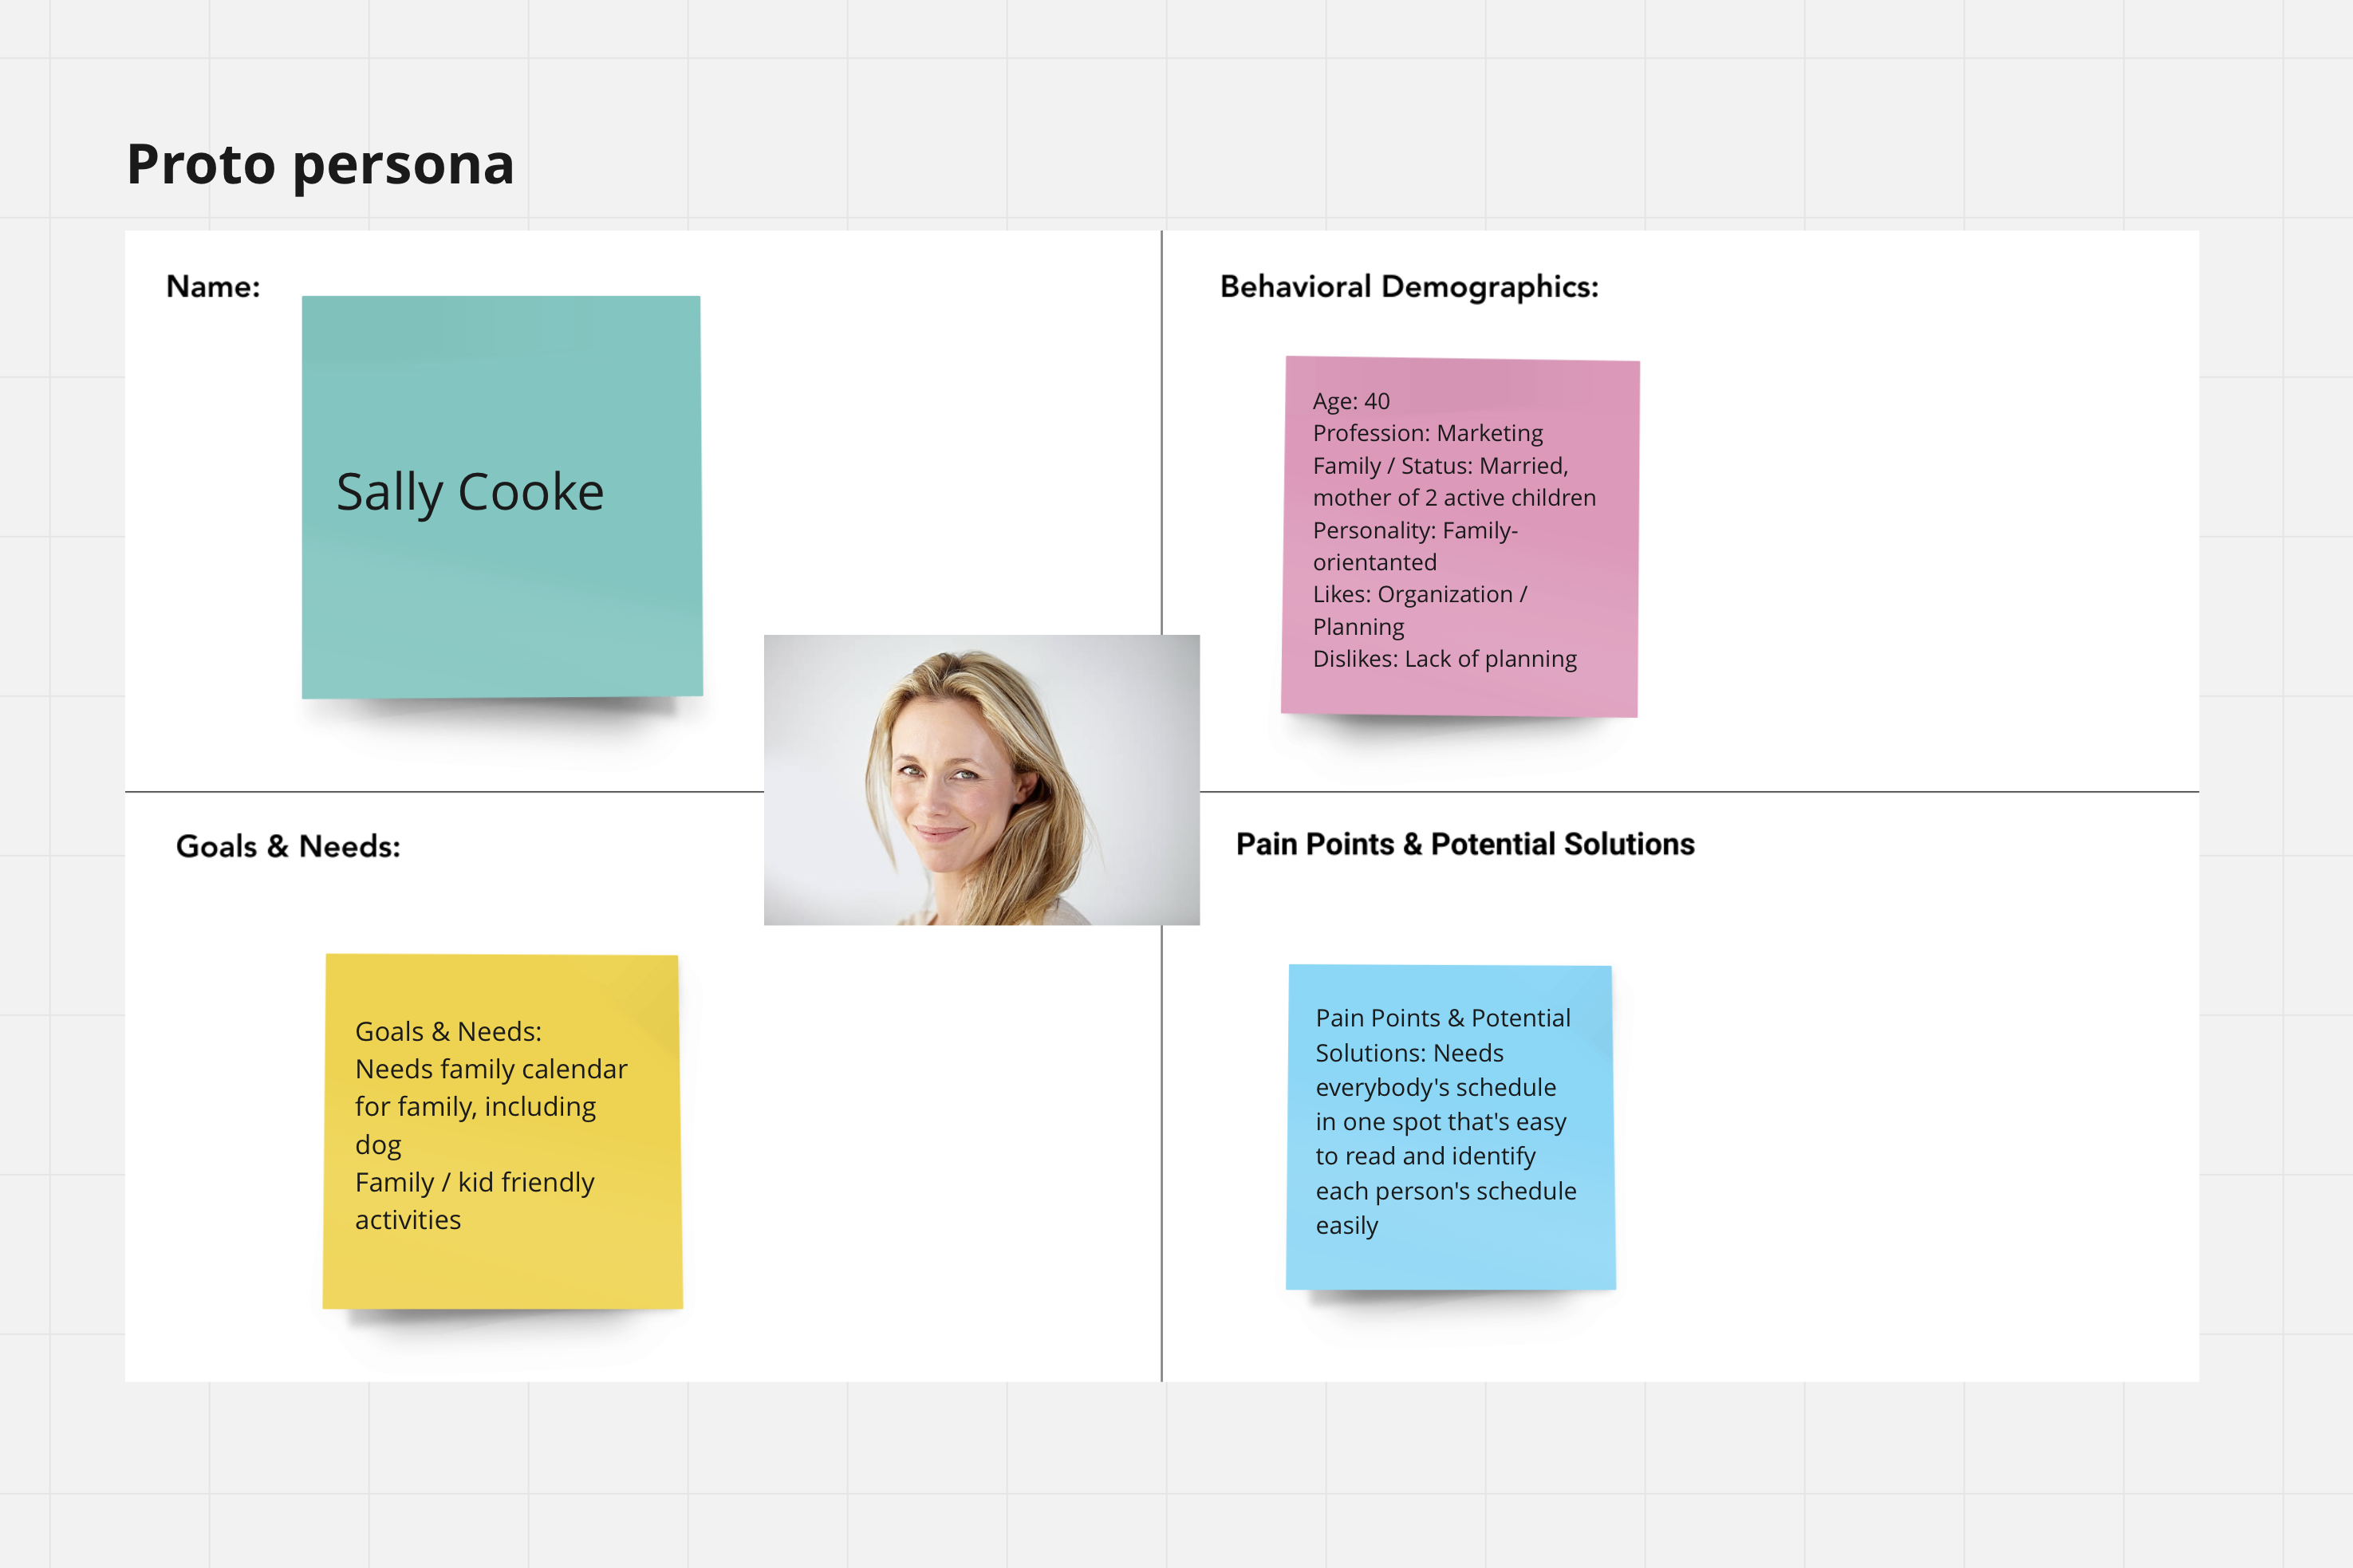 Proto persona
Name:
Sally Cooke
Behavioral Demographics:
Age: 40
Profession: Marketing
Family / Status: Married,
mother of 2 active children
Personality: Family-
orientanted
Likes: Organization /
Planning
Dislikes: Lack of planning
Goals & Needs:
Goals & Needs:
Needs family calendar
for family, including
dog
Family / kid friendly
activities
Pain Points & Potential Solutions
Pain Points & Potential
Solutions: Needs
everybody's schedule
in one spot that's easy
to read and identify
each person's schedule
easily